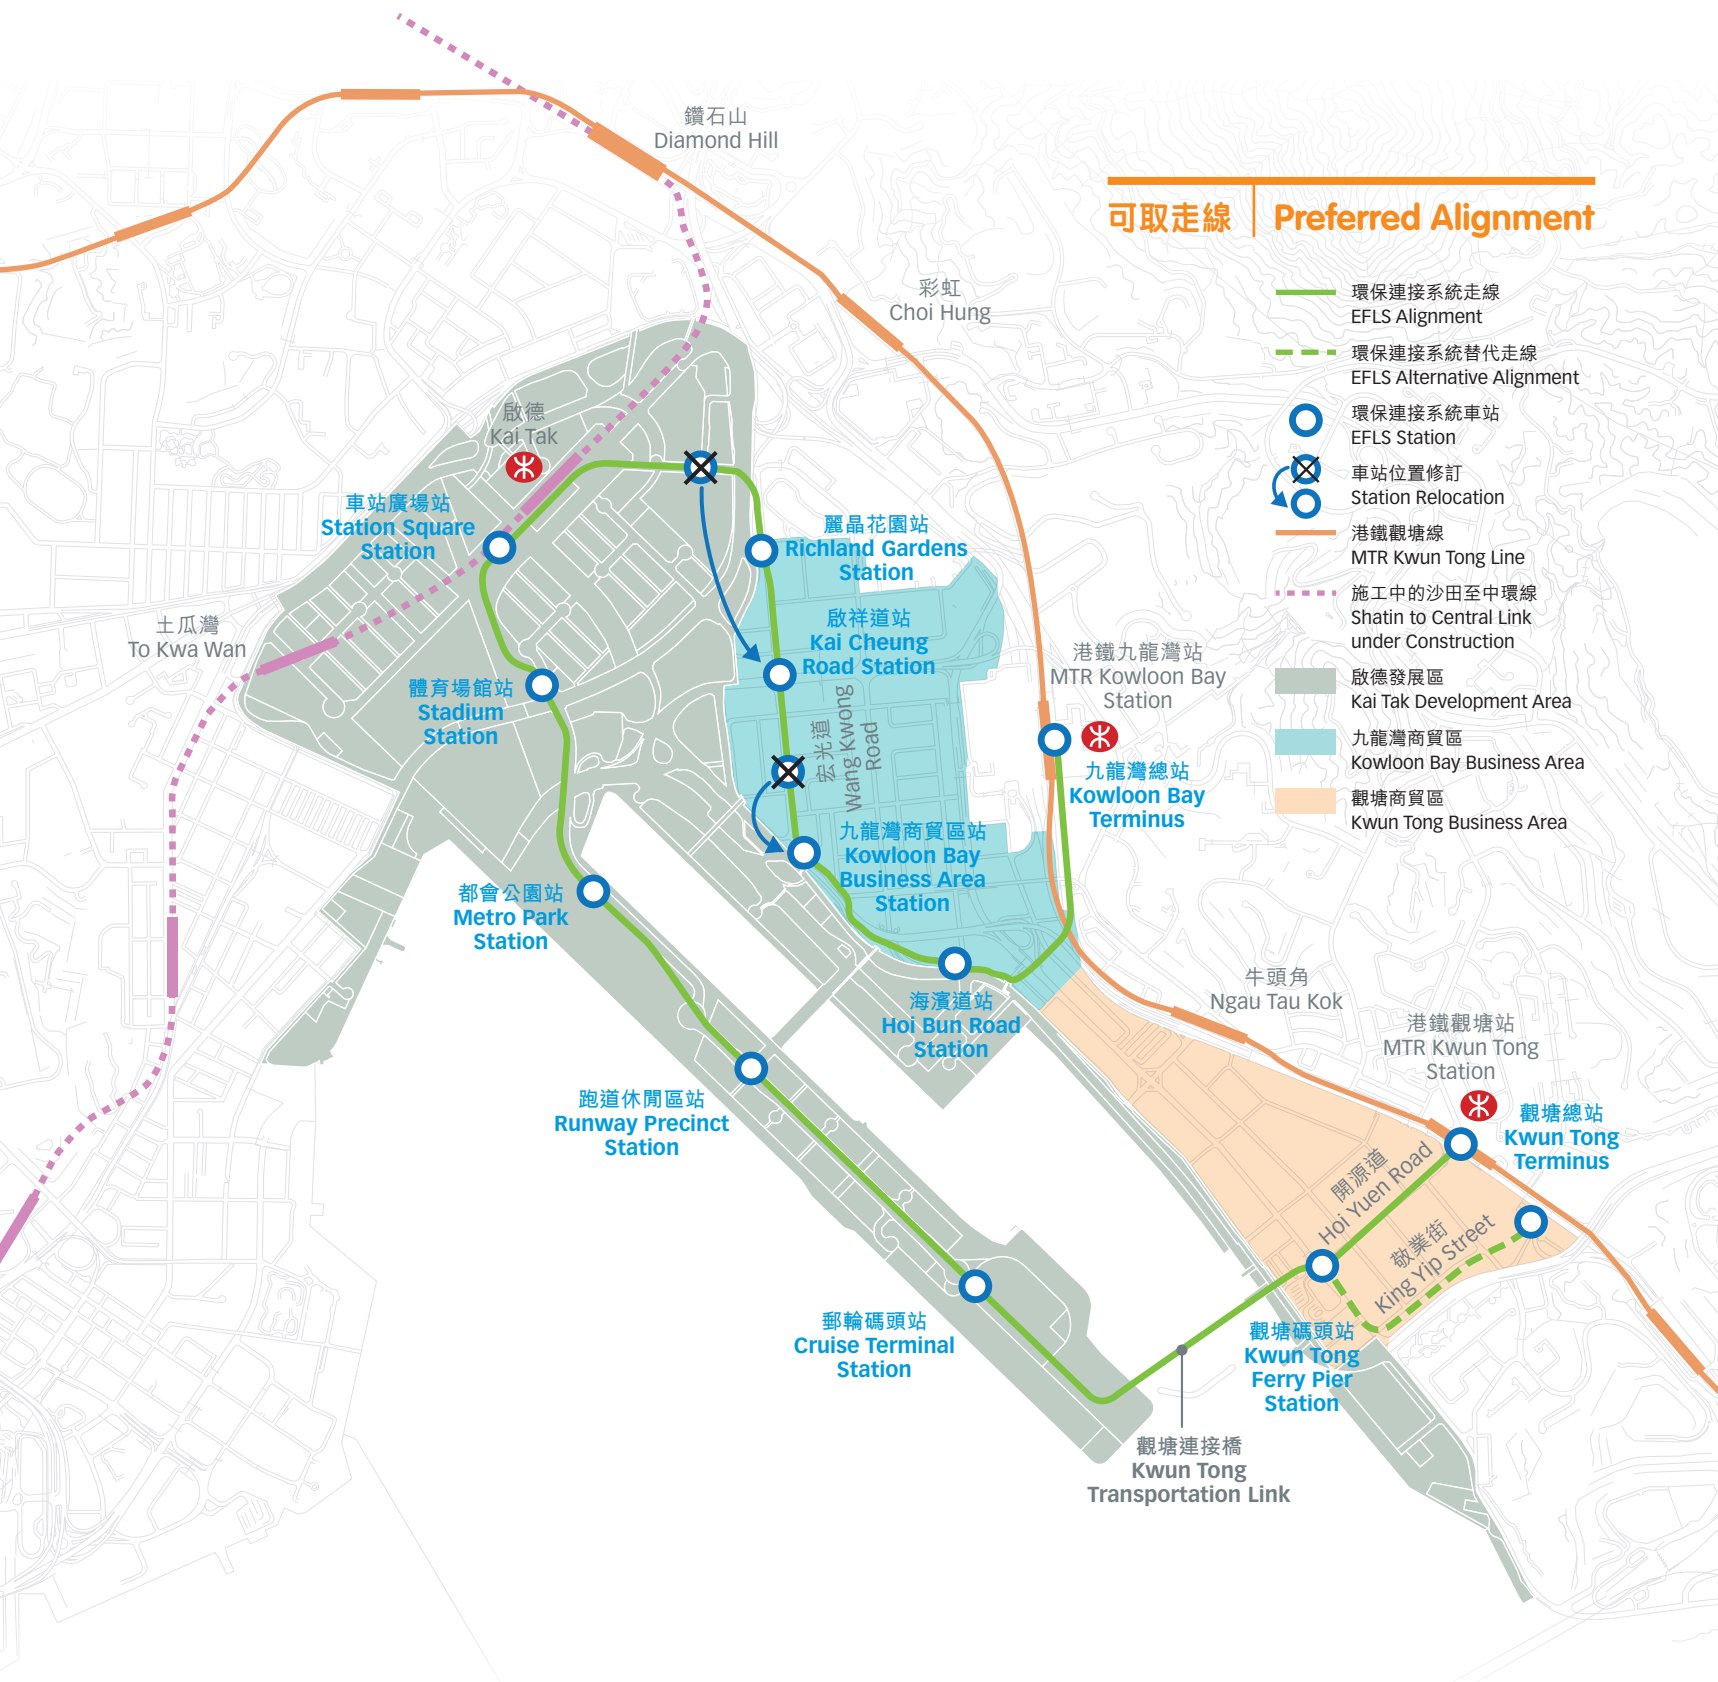 鑽石山
Diamond Hill
可取走線
Preferred Alignment
彩虹
Choi Hung
環保連接系統走線
EFLS Alignment
環保連接系統替代走線
EFLS Alternative Alignment
環保連接系統車站
EFLS Station
車站位置修訂
Station Relocation
港鐵觀塘線
MTR Kwun Tong Line
施工中的沙田至中環線
Shatin to Central Link
under Construction
啟德發展區
Kai Tak Development Area
九龍灣商貿區
Kowloon Bay Business Area
觀塘商貿區
Kwun Tong Business Area
啟德
Kai Tak
車站廣場站
Station Square
Station
麗晶花園站
Richland Gardens
Station
啟祥道站
Kai Cheung
Road Station
土瓜灣
To Kwa Wan
港鐵九龍灣站
MTR Kowloon Bay
Station
體育場館站
Stadium
Station
宏光道
Wang Kwong
Road
九龍灣總站
Kowloon Bay
Terminus
九龍灣商貿區站
Kowloon Bay
Business Area
Station
都會公園站
Metro Park
Station
海濱道站
Hoi Bun Road
Station
牛頭角
Ngau Tau Kok
港鐵觀塘站
MTR Kwun Tong
Station
跑道休閒區站
Runway Precinct
Station
觀塘總站
Kwun Tong
Terminus
開源道
Hoi Yuen Road
敬業街
King Yip Street
郵輪碼頭站
Cruise Terminal
Station
觀塘碼頭站
Kwun Tong
Ferry Pier
Station
觀塘連接橋
Kwun Tong
Transportation Link